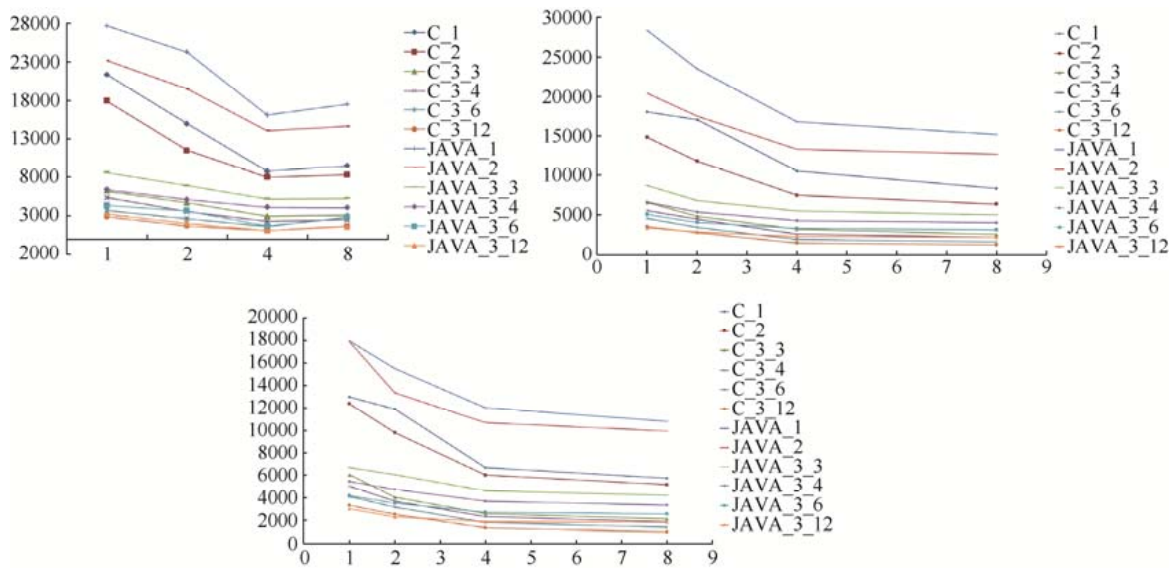 28000
23000
18000
13000
8000
3000
2000
1 2 4 8
C_1
C_2
C_3_3
C_3_4
C_3_6
C_3_12
JAVA_1
JAVA_2
JAVA_3_3
JAVA_3_4
JAVA_3_6
JAVA_3_12
30000
25000
20000
15000
10000
5000
0
0 1 2 3 4 5 6 7 8 9
C_1
C_2
C_3_3
C_3_4
C_3_6
C_3_12
JAVA_1
JAVA_2
JAVA_3_3
JAVA_3_4
JAVA_3_6
JAVA_3_12
20000
18000
16000
14000
12000
10000
8000
6000
4000
2000
0
0 1 2 3 4 5 6 7 8 9
C_1
C_2
C_3_3
C_3_4
C_3_6
C_3_12
JAVA_1
JAVA_2
JAVA_3_3
JAVA_3_4
JAVA_3_6
JAVA_3_12